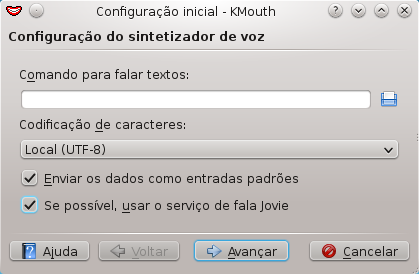 Configuração inicial - KMouth
Configuração do sintetizador de voz
Comando para falar textos:
Codificação de caracteres:
Local (UTF-8)
Enviar os dados como entradas padrões
Se possível, usar o serviço de fala Jovie
Ajuda
Voltar
Avançar
Cancelar